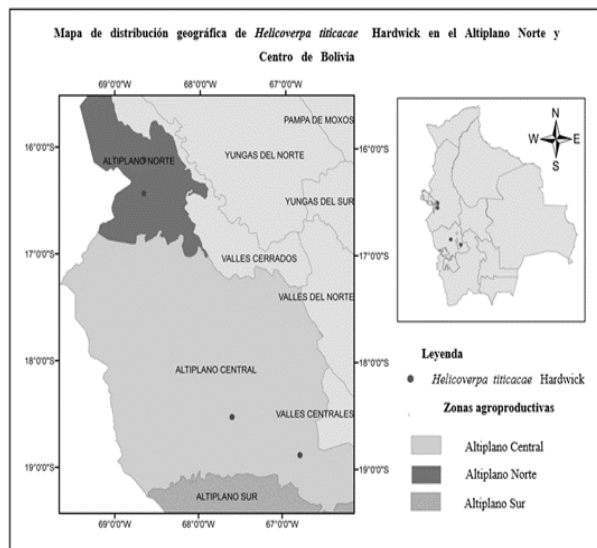 Mapa de distribución geográfica de Helicoverpa titicacae Hardwick en el Altiplano Norte y
Centro de Bolivia
69°0'0"W 68°0'0"W 67°0'0"W
PAMPA DE MOXOS
16°0'0"S 16°0'0"S
ALTIPLANO NORTE
YUNGAS DEL NORTE
YUNGAS DEL SUR
17°0'0"S 17°0'0"S
VALLES CERRADOS
VALLES DEL NORTE
18°0'0"S 18°0'0"S
ALTIPLANO CENTRAL
VALLES CENTRALES
19°0'0"S 19°0'0"S
ALTIPLANO SUR
69°0'0"W 68°0'0"W 67°0'0"W
N
W E
S
Leyenda
Helicoverpa titicacae Hardwick
Zonas agroproductivas
Altiplano Central
Altiplano Norte
Altiplano Sur